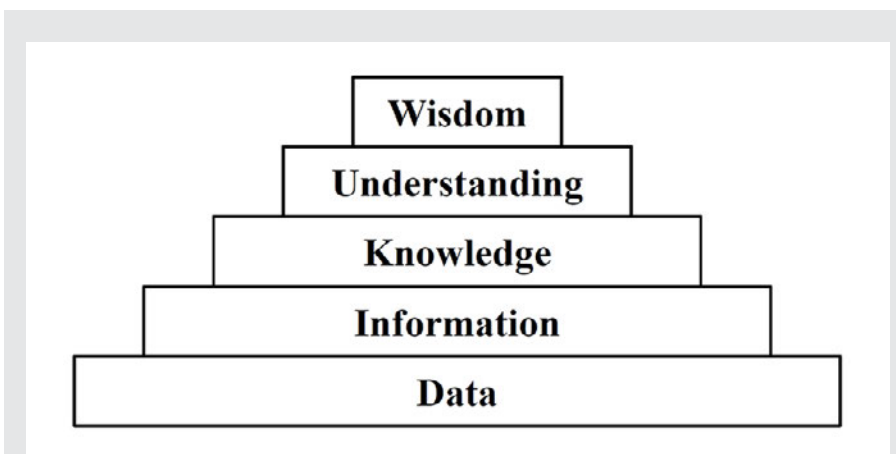 Wisdom
Understanding
Knowledge
Information
Data